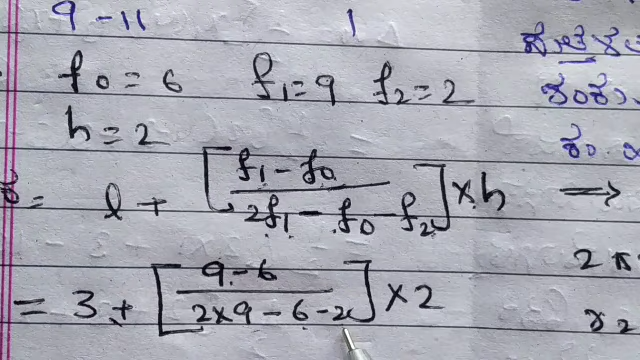 9 - 11 1
f0 = 6 f1 = 9 f2 = 2
h = 2
= l + [ (f1 - f0) / (2f1 - f0 - f2) ] × h ⇒
= 3 + [ (9 - 6) / (2×9 - 6 - 2) ] × 2